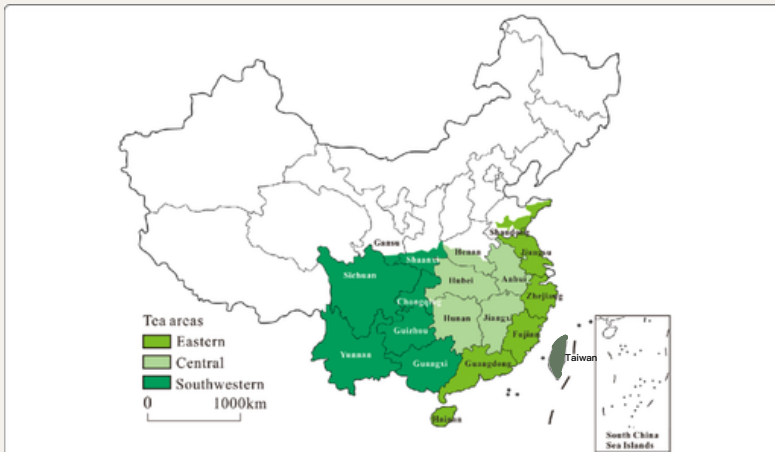 Shandong
Gansu
Henan
Jiangsu
Shaanxi
Sichuan
Hubei
Anhui
Chongqing
Zhejiang
Hunan
Jiangxi
Guizhou
Fujian
Yunnan
Guangxi
Guangdong
Taiwan
Hainan
Tea areas
Eastern
Central
Southwestern
0 1000km
South China
Sea Islands